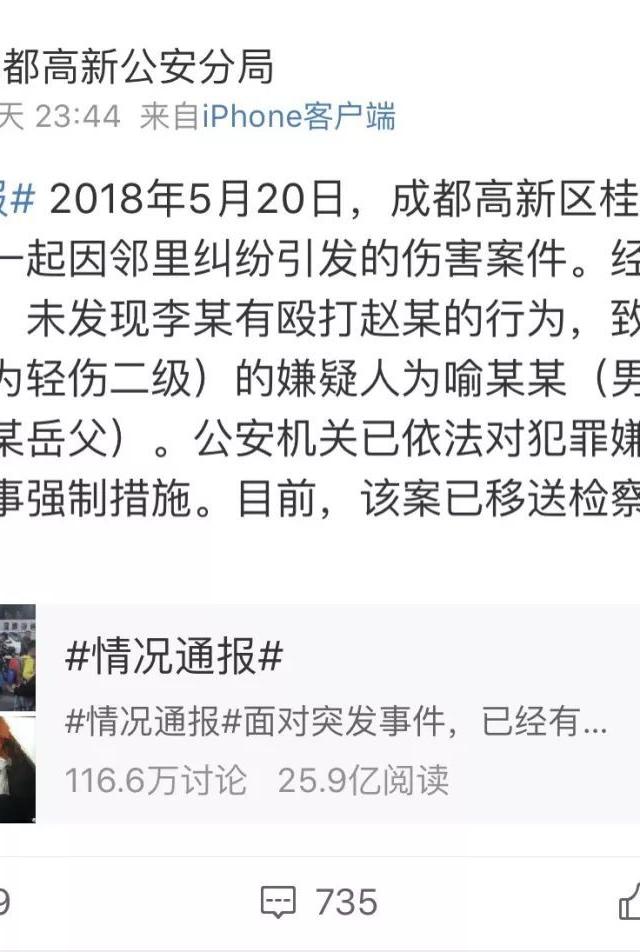 都高新公安分局
天 23:44 来自iPhone客户端
报# 2018年5月20日，成都高新区桂
一起因邻里纠纷引发的伤害案件。经
，未发现李某有殴打赵某的行为，致
为轻伤二级）的嫌疑人为喻某某（男
某岳父）。公安机关已依法对犯罪嫌
事强制措施。目前，该案已移送检察
#情况通报#
#情况通报#面对突发事件，已经有...
116.6万讨论 25.9亿阅读
9 735